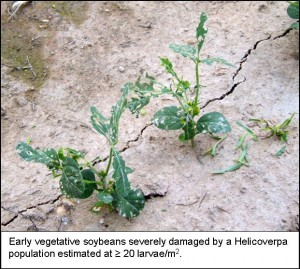 Early vegetative soybeans severely damaged by a Helicoverpa
population estimated at ≥ 20 larvae/m².